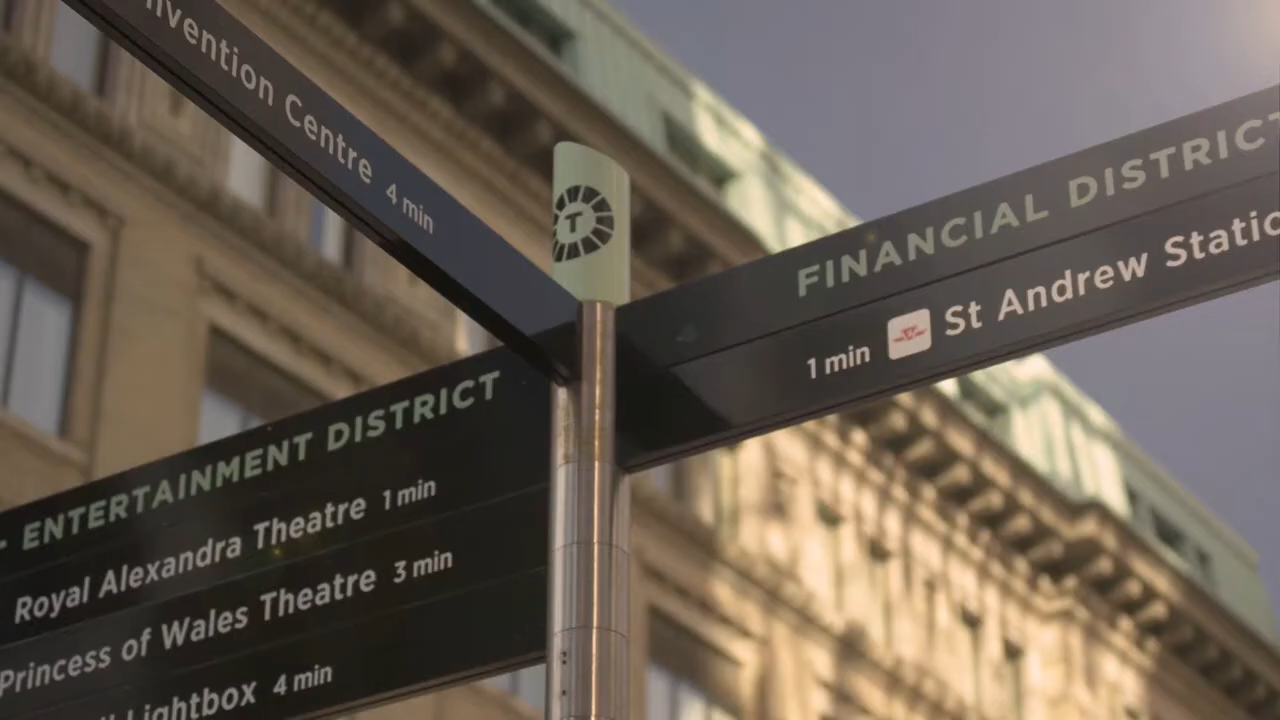 nvention Centre 4 min
T
FINANCIAL DISTRICT
1 min St Andrew Statio
ENTERTAINMENT DISTRICT
Royal Alexandra Theatre 1 min
Princess of Wales Theatre 3 min
Lightbox 4 min